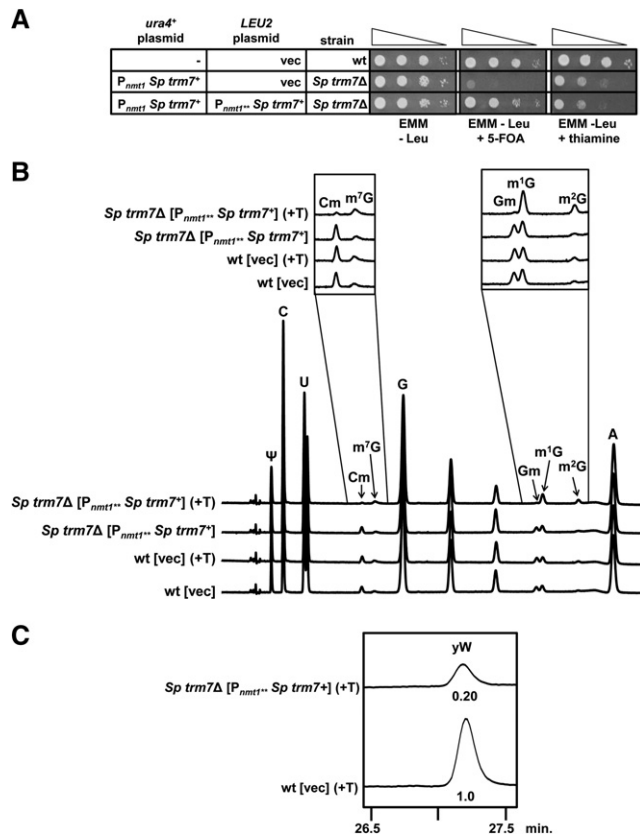 A
ura4+ plasmid LEU2 plasmid strain
- vec wt
Pnmt1 Sp trm7+ vec Sp trm7Δ
Pnmt1 Sp trm7+ Pnmt1** Sp trm7+ Sp trm7Δ
EMM - Leu
EMM - Leu + 5-FOA
EMM -Leu + thiamine
B
Cm m7G
Gm m1G m2G
Sp trm7Δ [Pnmt1** Sp trm7+] (+T)
Sp trm7Δ [Pnmt1** Sp trm7+]
wt [vec] (+T)
wt [vec]
Ψ C U Cm m7G G Gm m1G m2G A
Sp trm7Δ [Pnmt1** Sp trm7+] (+T)
Sp trm7Δ [Pnmt1** Sp trm7+]
wt [vec] (+T)
wt [vec]
C
yW
Sp trm7Δ [Pnmt1** Sp trm7+] (+T)
0.20
wt [vec] (+T)
1.0
26.5 27.5 min.